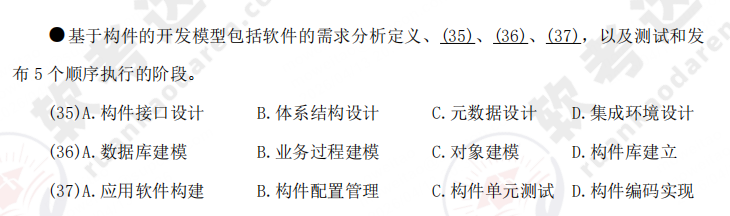 ●基于构件的开发模型包括软件的需求分析定义、(35)、(36)、(37)，以及测试和发
布5个顺序执行的阶段。
(35)A.构件接口设计 B.体系结构设计 C.元数据设计 D.集成环境设计
(36)A.数据库建模 B.业务过程建模 C.对象建模 D.构件库建立
(37)A.应用软件构建 B.构件配置管理 C.构件单元测试 D.构件编码实现